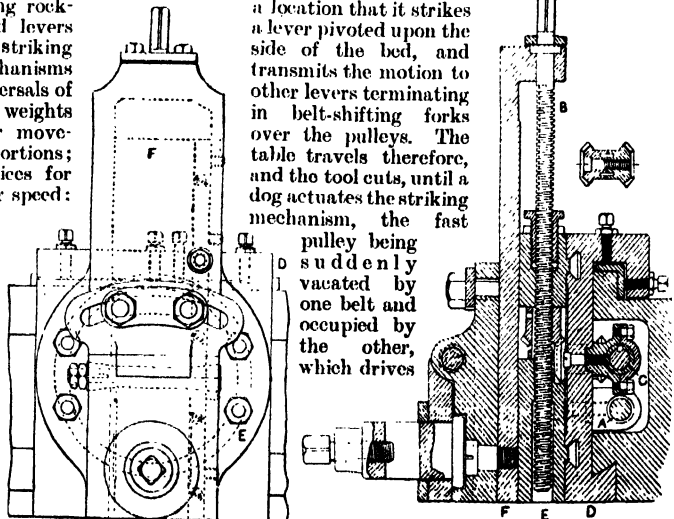 ng rock-
d levers
striking
hanisms
ersals of
weights
r move-
ortions;
ices for
r speed:
a location that it strikes
a lever pivoted upon the
side of the bed, and
transmits the motion to
other levers terminating
in belt-shifting forks
over the pulleys. The
table travels therefore,
and the tool cuts, until a
dog actuates the striking
mechanism, the fast
pulley being
suddenly
vacated by
one belt and
occupied by
the other,
which drives
F
D
E
B
C
A
F E D